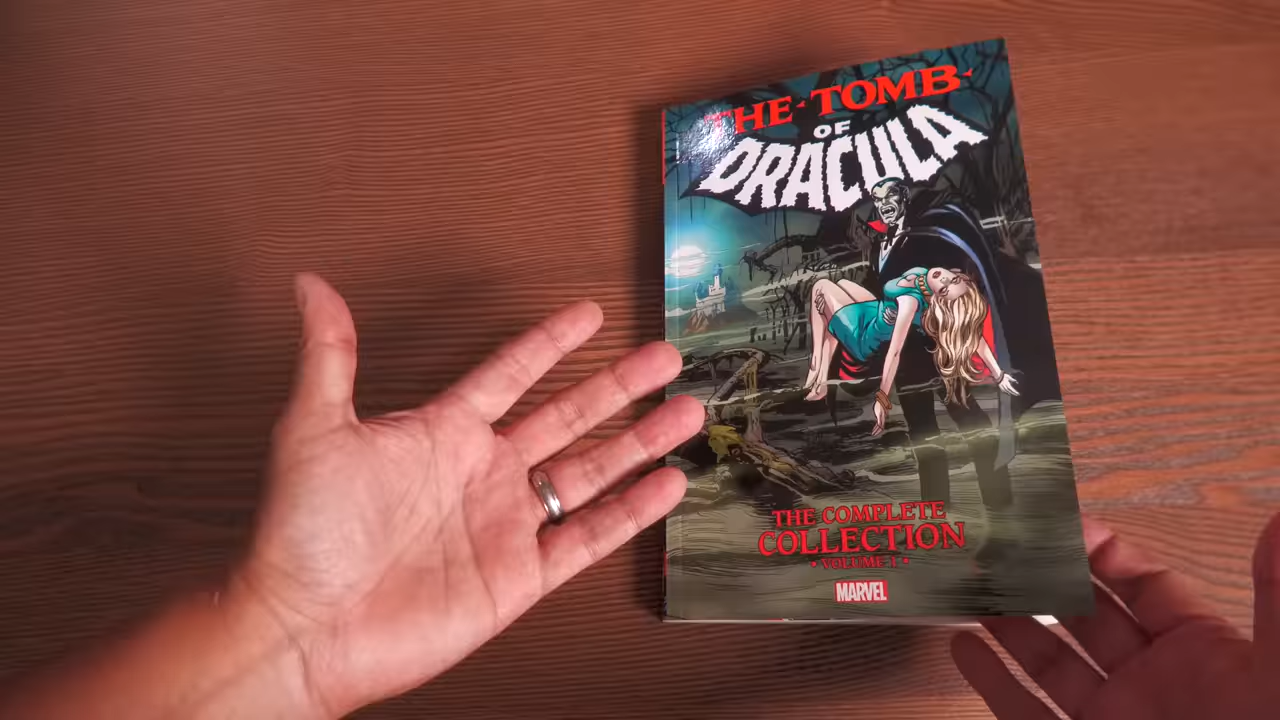 THE TOMB
OF
DRACULA
THE COMPLETE
COLLECTION
• VOLUME 1 •
MARVEL